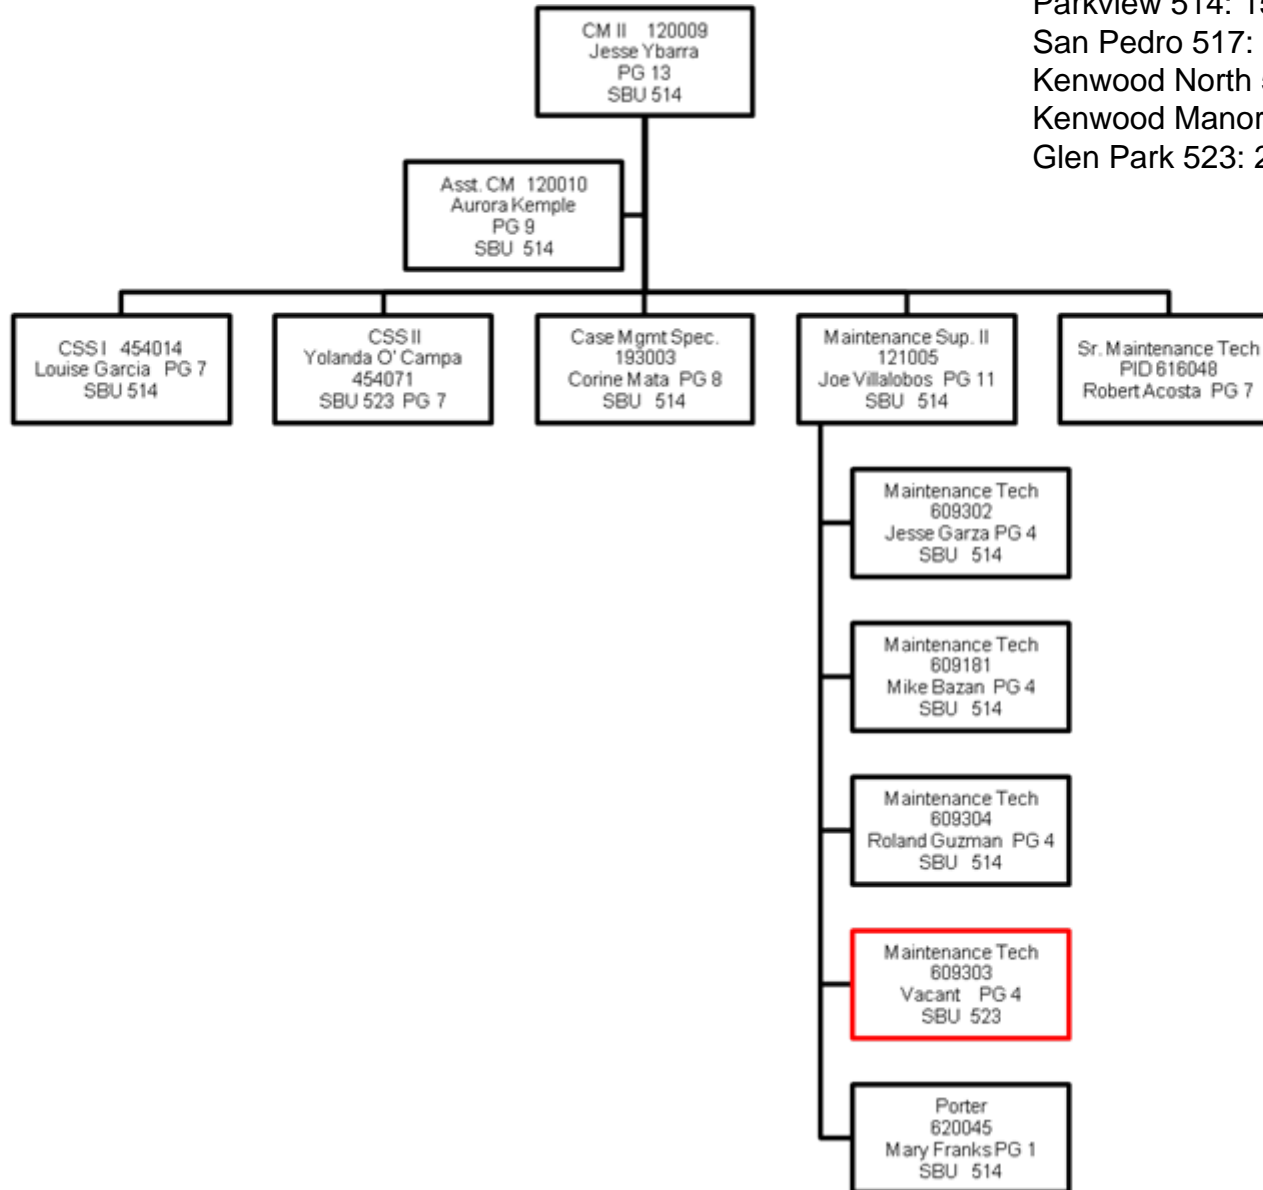 Parkview 514:
San Pedro 517:
Kenwood North
Kenwood Manor
Glen Park 523:
CM II 120009
Jesse Ybarra
PG 13
SBU 514
Asst. CM 120010
Aurora Kemple
PG 9
SBU 514
CSS I 454014
Louise Garcia PG 7
SBU 514
CSS II
Yolanda O' Campa
454071
SBU 523 PG 7
Case Mgmt Spec.
193003
Corine Mata PG 8
SBU 514
Maintenance Sup. II
121005
Joe Villalobos PG 11
SBU 514
Sr. Maintenance Tech
PID 616048
Robert Acosta PG 7
Maintenance Tech
609302
Jesse Garza PG 4
SBU 514
Maintenance Tech
609181
Mike Bazan PG 4
SBU 514
Maintenance Tech
609304
Roland Guzman PG 4
SBU 514
Maintenance Tech
609303
Vacant PG 4
SBU 523
Porter
620045
Mary Franks PG 1
SBU 514